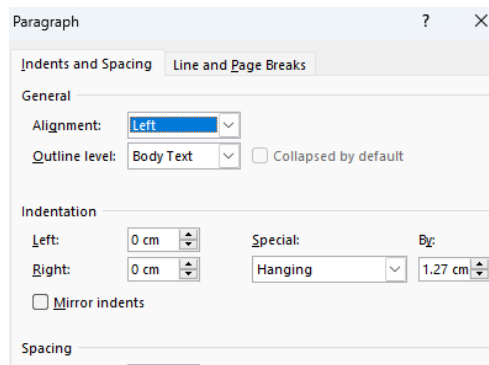 Paragraph ? ✕
Indents and Spacing Line and Page Breaks
General
Alignment: Left
Outline level: Body Text Collapsed by default
Indentation
Left: 0 cm Special: By:
Right: 0 cm Hanging 1.27 cm
Mirror indents
Spacing